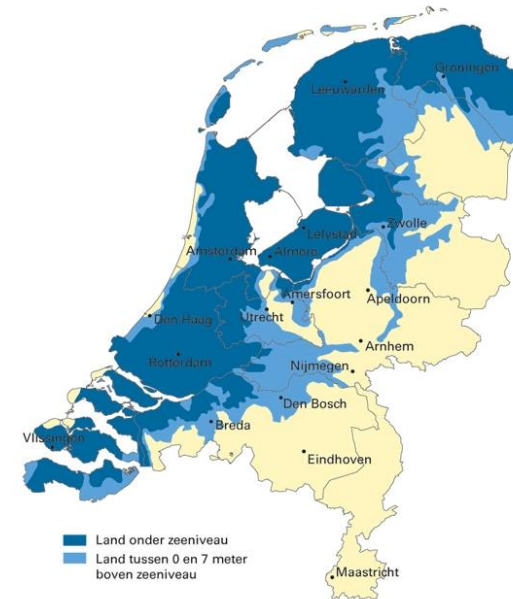 Groningen
Leeuwarden
Zwolle
Lelystad
Amsterdam
Almere
Amersfoort
Apeldoorn
Utrecht
Den Haag
Arnhem
Rotterdam
Nijmegen
Den Bosch
Breda
Vlissingen
Eindhoven
Land onder zeeniveau
Land tussen 0 en 7 meter
boven zeeniveau
Maastricht